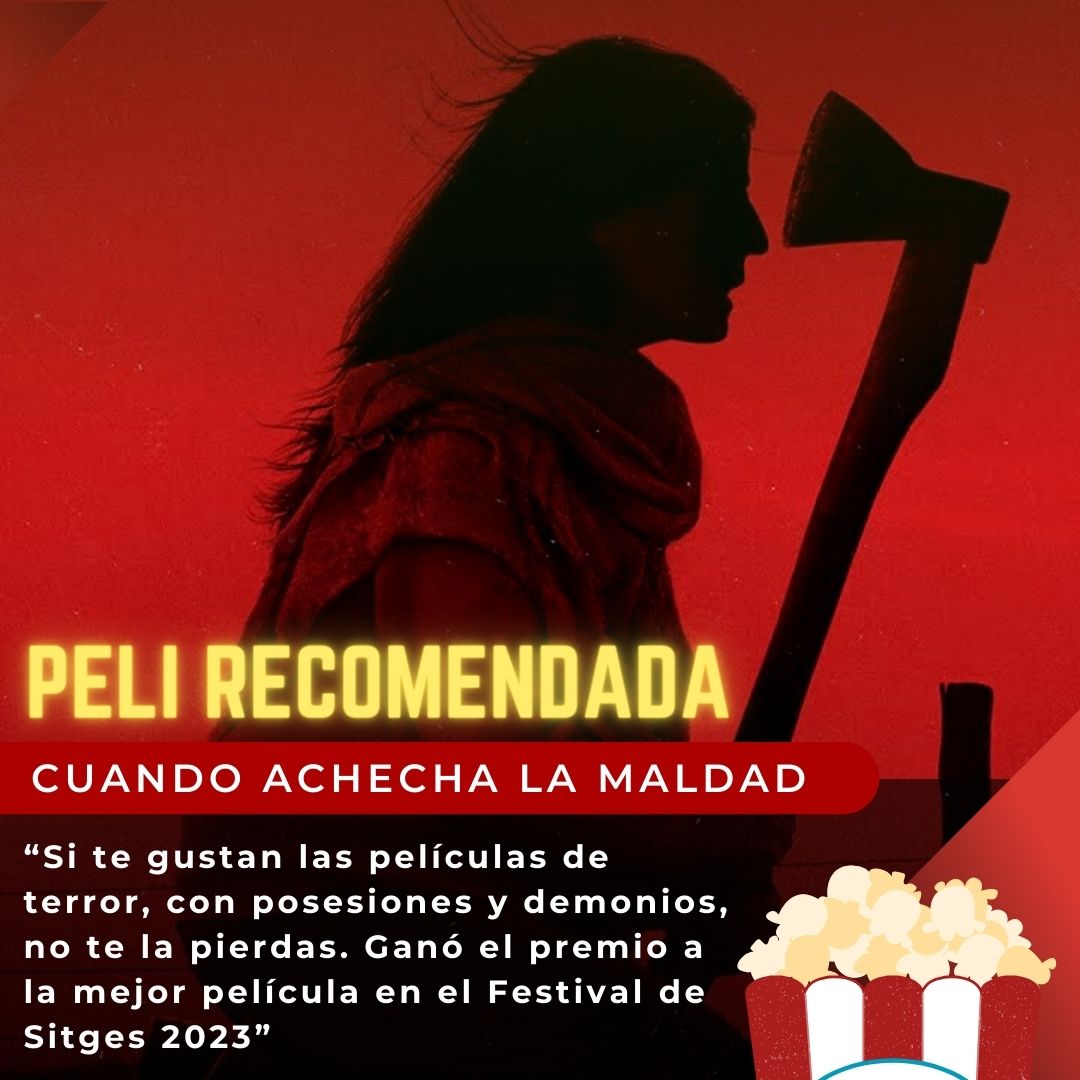 PELI RECOMENDADA
CUANDO ACHECHA LA MALDAD
“Si te gustan las películas de
terror, con posesiones y demonios,
no te la pierdas. Ganó el premio a
la mejor película en el Festival de
Sitges 2023”